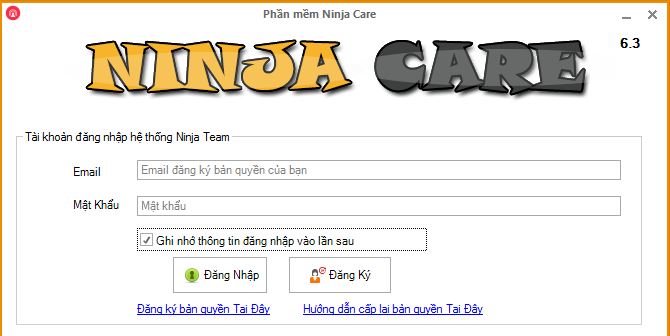 Phần mềm Ninja Care
NINJA CARE
6.3
Tài khoản đăng nhập hệ thống Ninja Team
Email
Email đăng ký bản quyền của bạn
Mật Khẩu
Mật khẩu
Ghi nhớ thông tin đăng nhập vào lần sau
Đăng Nhập
Đăng Ký
Đăng ký bản quyền Tại Đây
Hướng dẫn cấp lại bản quyền Tại Đây